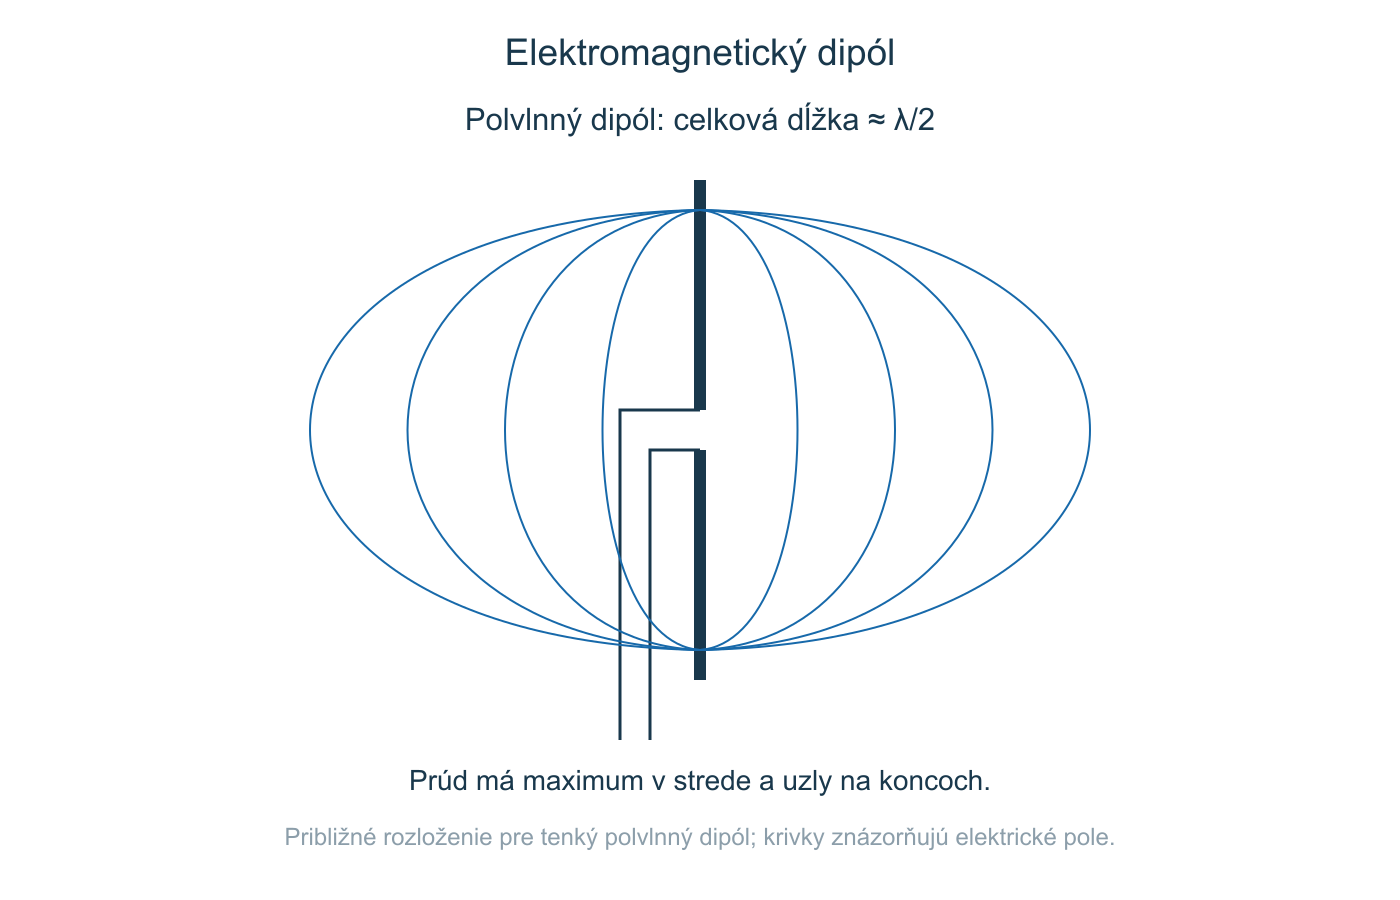 Elektromagnetický dipól
Polvlnný dipól: celková dĺžka ≈ λ/2
Prúd má maximum v strede a uzly na koncoch.
Približné rozloženie pre tenký polvlnný dipól; krivky znázorňujú elektrické pole.